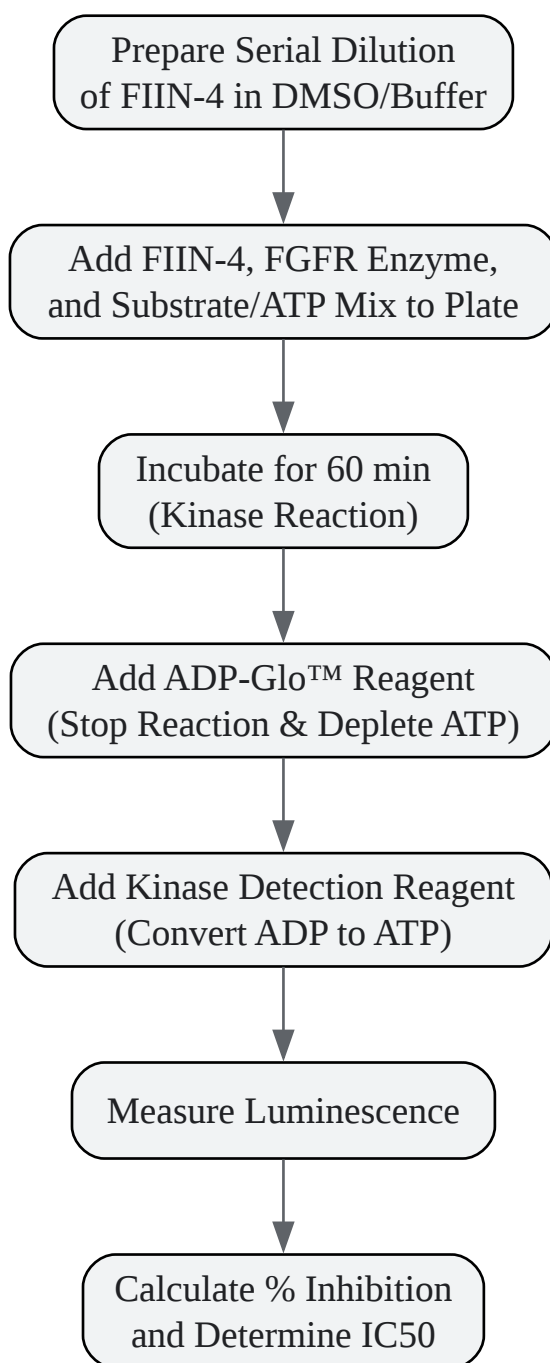 Prepare Serial Dilution
of FIIN-4 in DMSO/Buffer
Add FIIN-4, FGFR Enzyme,
and Substrate/ATP Mix to Plate
Incubate for 60 min
(Kinase Reaction)
Add ADP-Glo™ Reagent
(Stop Reaction & Deplete ATP)
Add Kinase Detection Reagent
(Convert ADP to ATP)
Measure Luminescence
Calculate % Inhibition
and Determine IC50